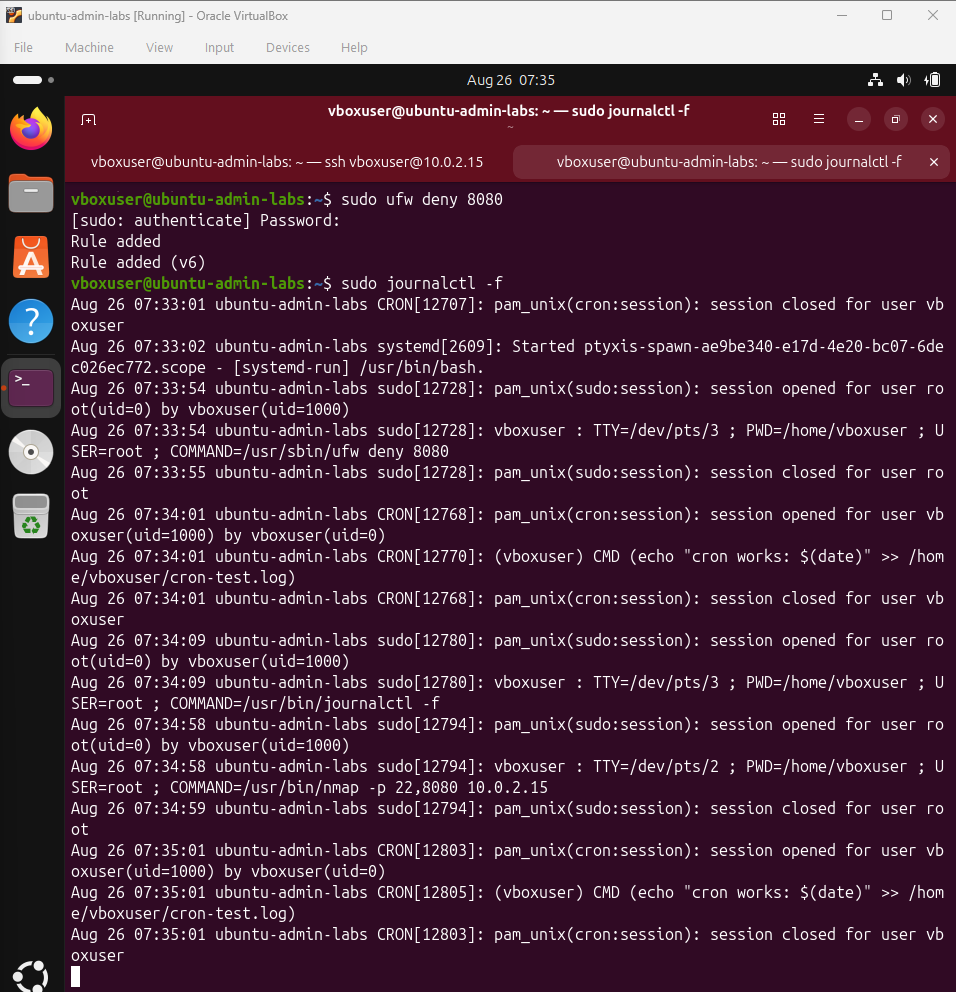 ubuntu-admin-labs [Running] - Oracle VirtualBox
File Machine View Input Devices Help
Aug 26 07:35
vboxuser@ubuntu-admin-labs: ~ — sudo journalctl -f
~
vboxuser@ubuntu-admin-labs: ~ — ssh vboxuser@10.0.2.15
vboxuser@ubuntu-admin-labs: ~ — sudo journalctl -f
vboxuser@ubuntu-admin-labs:~$ sudo ufw deny 8080
[sudo: authenticate] Password:
Rule added
Rule added (v6)
vboxuser@ubuntu-admin-labs:~$ sudo journalctl -f
Aug 26 07:33:01 ubuntu-admin-labs CRON[12707]: pam_unix(cron:session): session closed for user vb
oxuser
Aug 26 07:33:02 ubuntu-admin-labs systemd[2609]: Started ptyxis-spawn-ae9be340-e17d-4e20-bc07-6de
c026ec772.scope - [systemd-run] /usr/bin/bash.
Aug 26 07:33:54 ubuntu-admin-labs sudo[12728]: pam_unix(sudo:session): session opened for user ro
ot(uid=0) by vboxuser(uid=1000)
Aug 26 07:33:54 ubuntu-admin-labs sudo[12728]: vboxuser : TTY=/dev/pts/3 ; PWD=/home/vboxuser ; U
SER=root ; COMMAND=/usr/sbin/ufw deny 8080
Aug 26 07:33:55 ubuntu-admin-labs sudo[12728]: pam_unix(sudo:session): session closed for user ro
ot
Aug 26 07:34:01 ubuntu-admin-labs CRON[12768]: pam_unix(cron:session): session opened for user vb
oxuser(uid=1000) by vboxuser(uid=0)
Aug 26 07:34:01 ubuntu-admin-labs CRON[12770]: (vboxuser) CMD (echo "cron works: $(date)" >> /hom
e/vboxuser/cron-test.log)
Aug 26 07:34:01 ubuntu-admin-labs CRON[12768]: pam_unix(cron:session): session closed for user vb
oxuser
Aug 26 07:34:09 ubuntu-admin-labs sudo[12780]: pam_unix(sudo:session): session opened for user ro
ot(uid=0) by vboxuser(uid=1000)
Aug 26 07:34:09 ubuntu-admin-labs sudo[12780]: vboxuser : TTY=/dev/pts/3 ; PWD=/home/vboxuser ; U
SER=root ; COMMAND=/usr/bin/journalctl -f
Aug 26 07:34:58 ubuntu-admin-labs sudo[12794]: pam_unix(sudo:session): session opened for user ro
ot(uid=0) by vboxuser(uid=1000)
Aug 26 07:34:58 ubuntu-admin-labs sudo[12794]: vboxuser : TTY=/dev/pts/2 ; PWD=/home/vboxuser ; U
SER=root ; COMMAND=/usr/bin/nmap -p 22,8080 10.0.2.15
Aug 26 07:34:59 ubuntu-admin-labs sudo[12794]: pam_unix(sudo:session): session closed for user ro
ot
Aug 26 07:35:01 ubuntu-admin-labs CRON[12803]: pam_unix(cron:session): session opened for user vb
oxuser(uid=1000) by vboxuser(uid=0)
Aug 26 07:35:01 ubuntu-admin-labs CRON[12805]: (vboxuser) CMD (echo "cron works: $(date)" >> /hom
e/vboxuser/cron-test.log)
Aug 26 07:35:01 ubuntu-admin-labs CRON[12803]: pam_unix(cron:session): session closed for user vb
oxuser